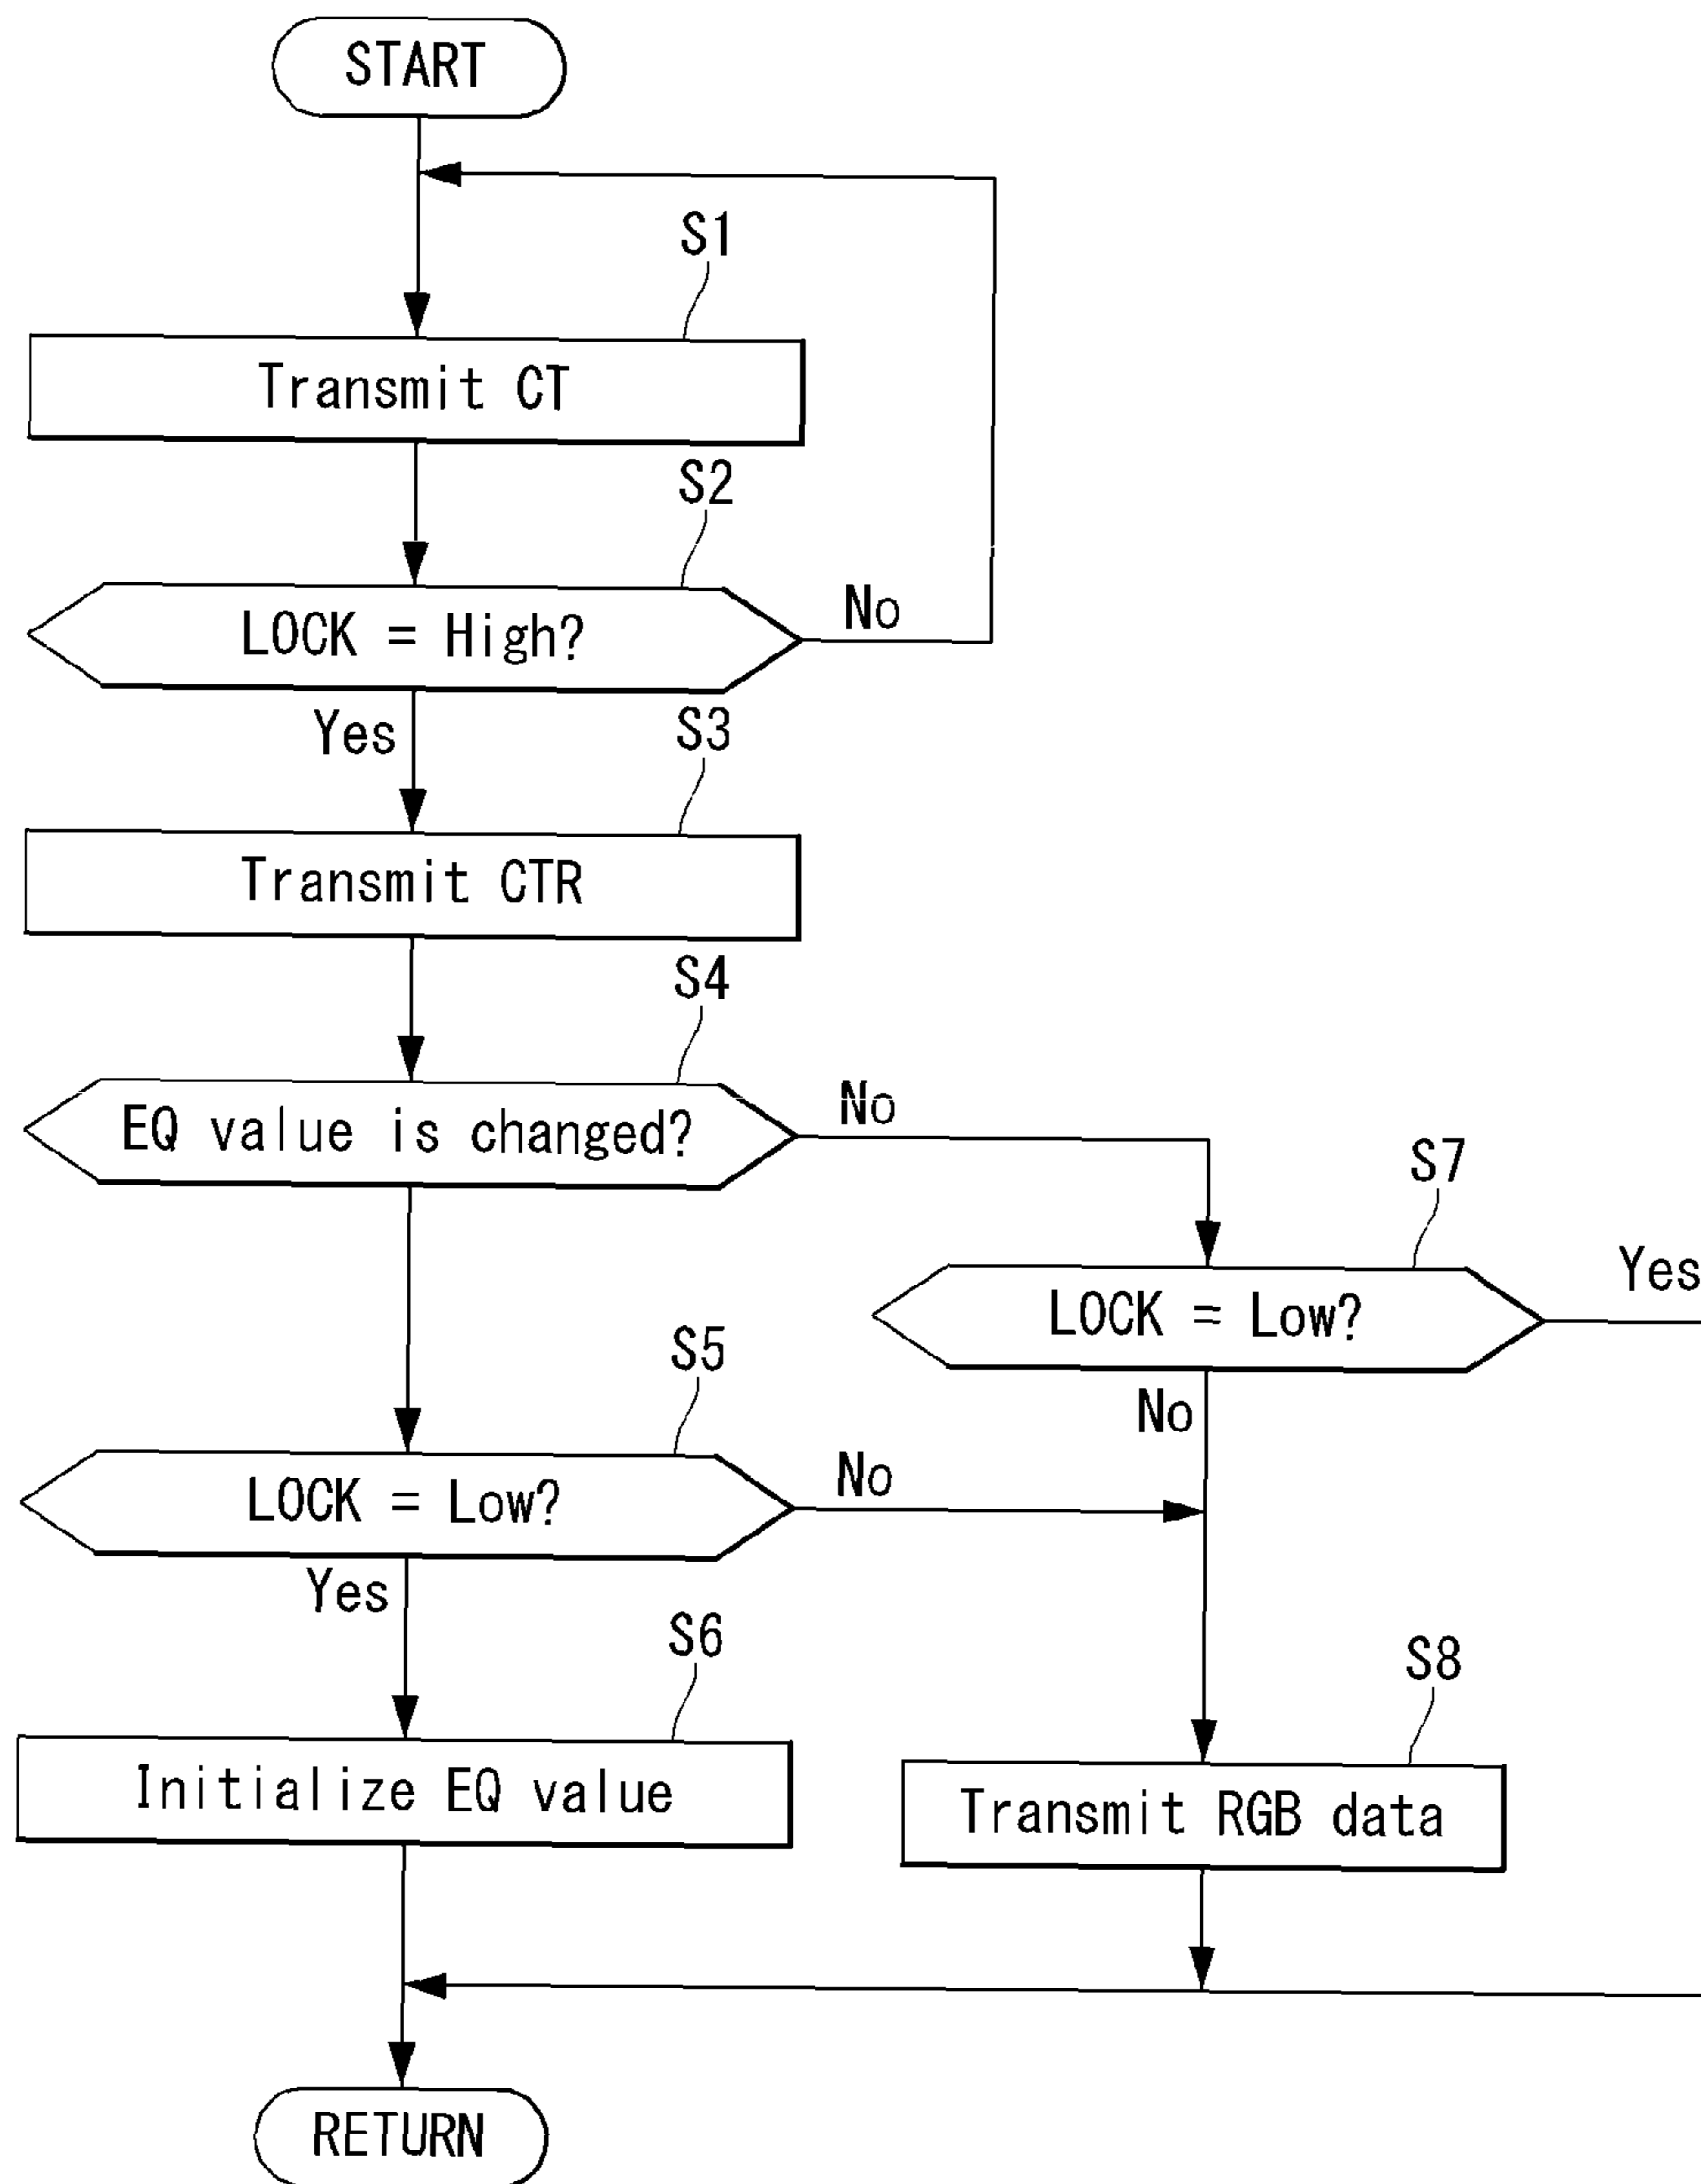 START
S1
Transmit CT
S2
LOCK = High?
No
Yes
S3
Transmit CTR
S4
EQ value is changed?
No
S7
LOCK = Low?
Yes
No
S5
LOCK = Low?
No
Yes
S6
Initialize EQ value
S8
Transmit RGB data
RETURN